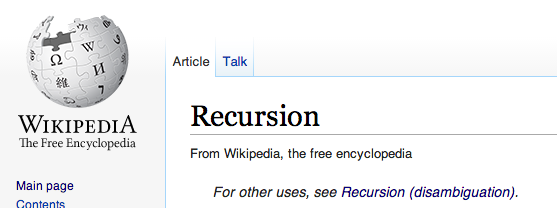 Article Talk
WIKIPEDIA
The Free Encyclopedia
Recursion
From Wikipedia, the free encyclopedia
For other uses, see Recursion (disambiguation).
Main page
Contents